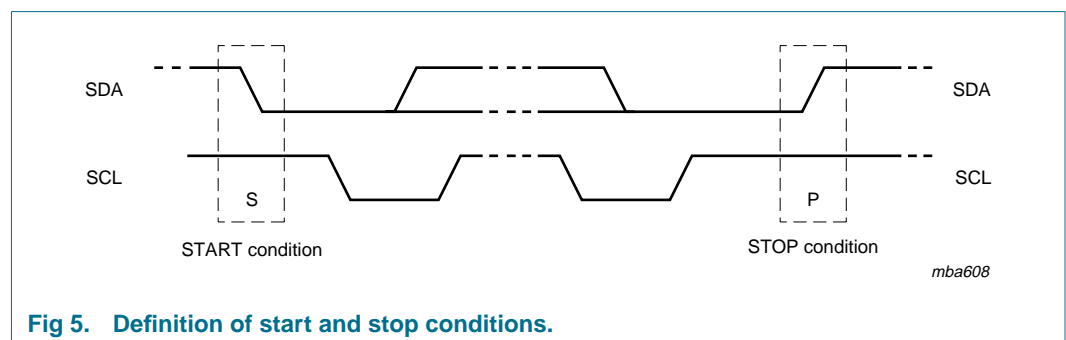 SDA
SDA
SCL
SCL
S
P
START condition
STOP condition
mba608
Fig 5. Definition of start and stop conditions.